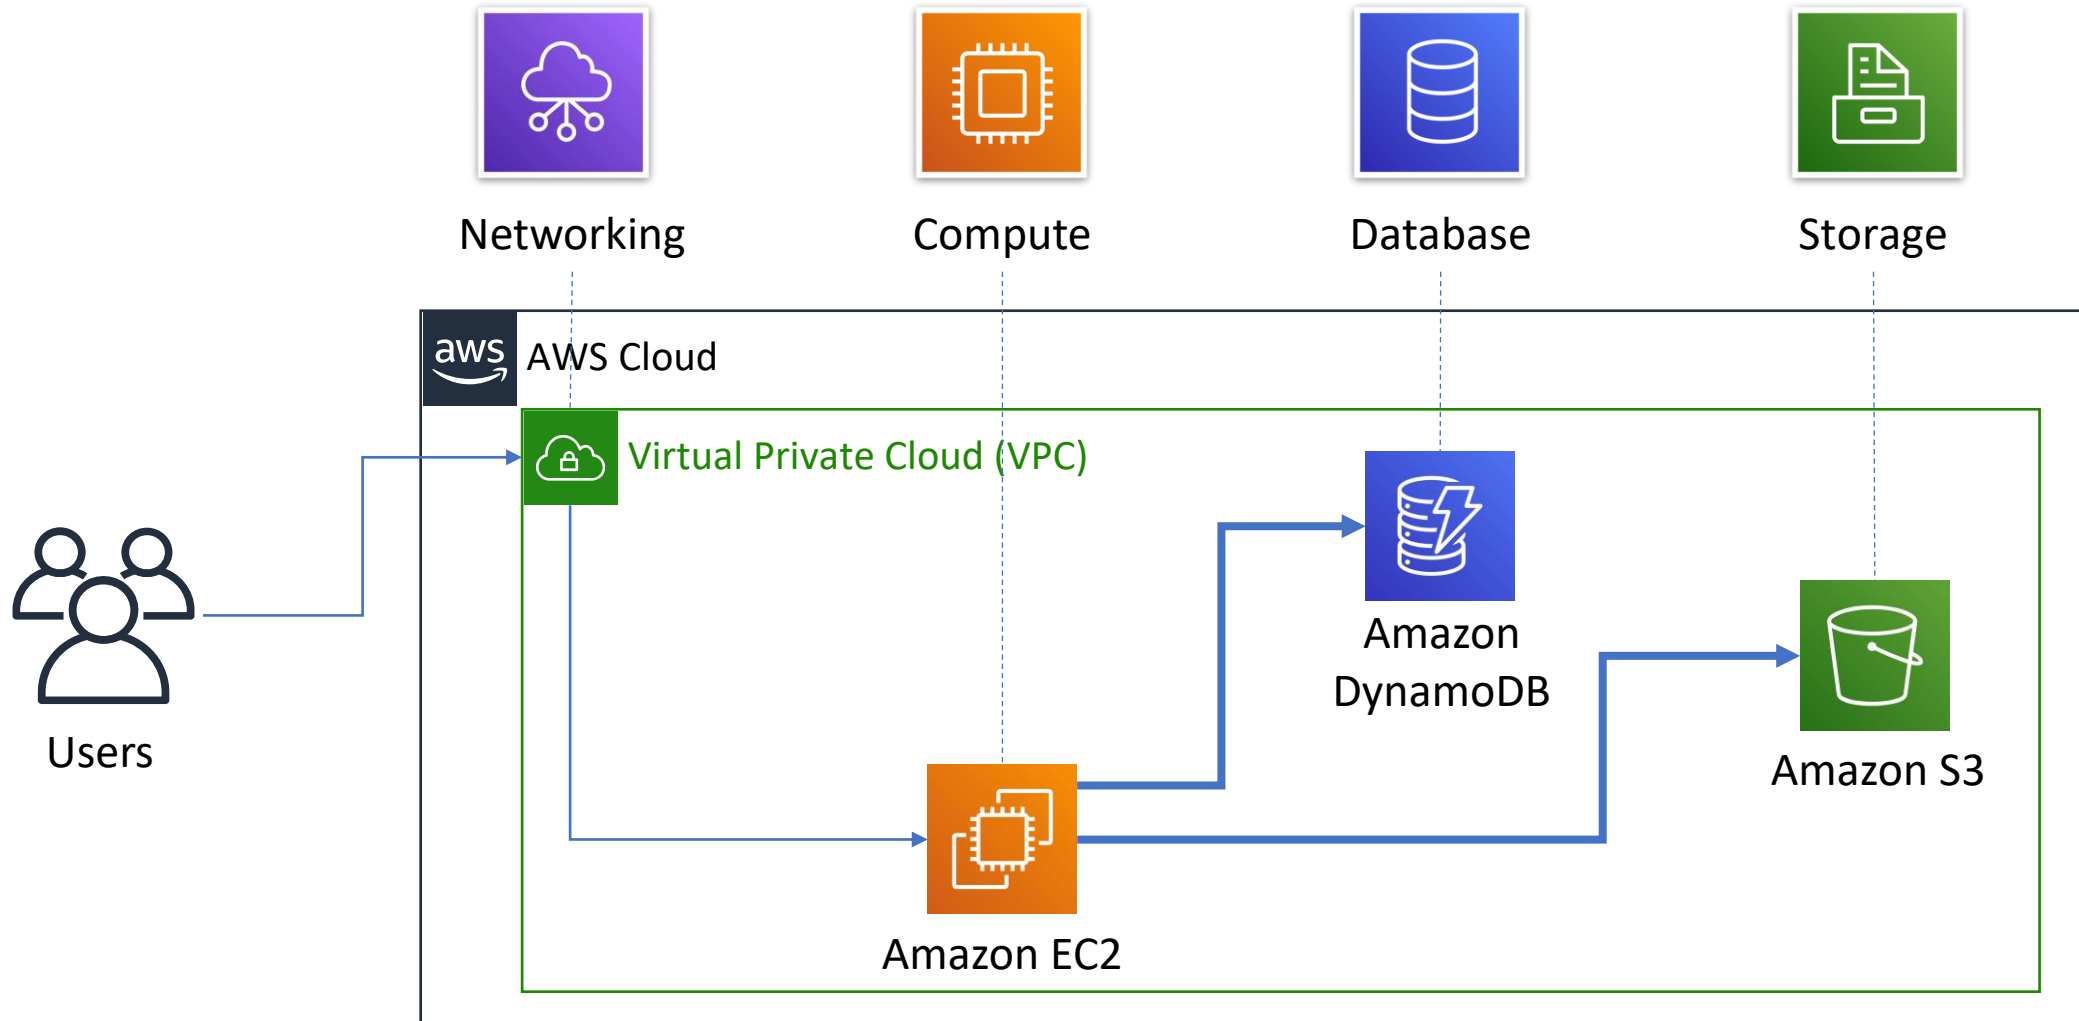 Networking
Compute
Database
Storage
aws
AWS Cloud
Virtual Private Cloud (VPC)
Amazon
DynamoDB
Users
Amazon S3
Amazon EC2